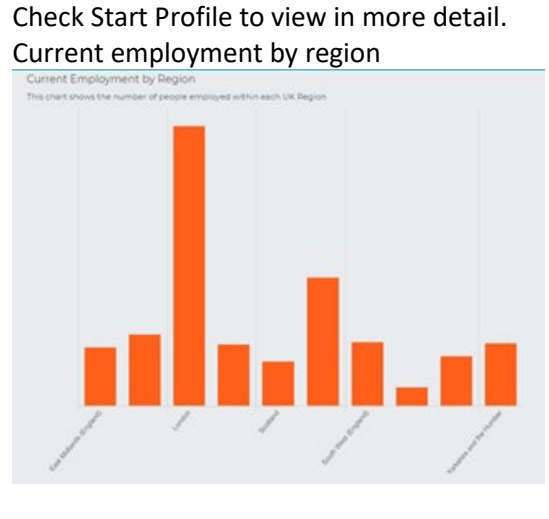 Check Start Profile to view in more detail.
Current employment by region
Current Employment by Region
This chart shows the number of people employed within each UK Region
East Midlands (England)
London
Scotland
South West (England)
Yorkshire and the Humber